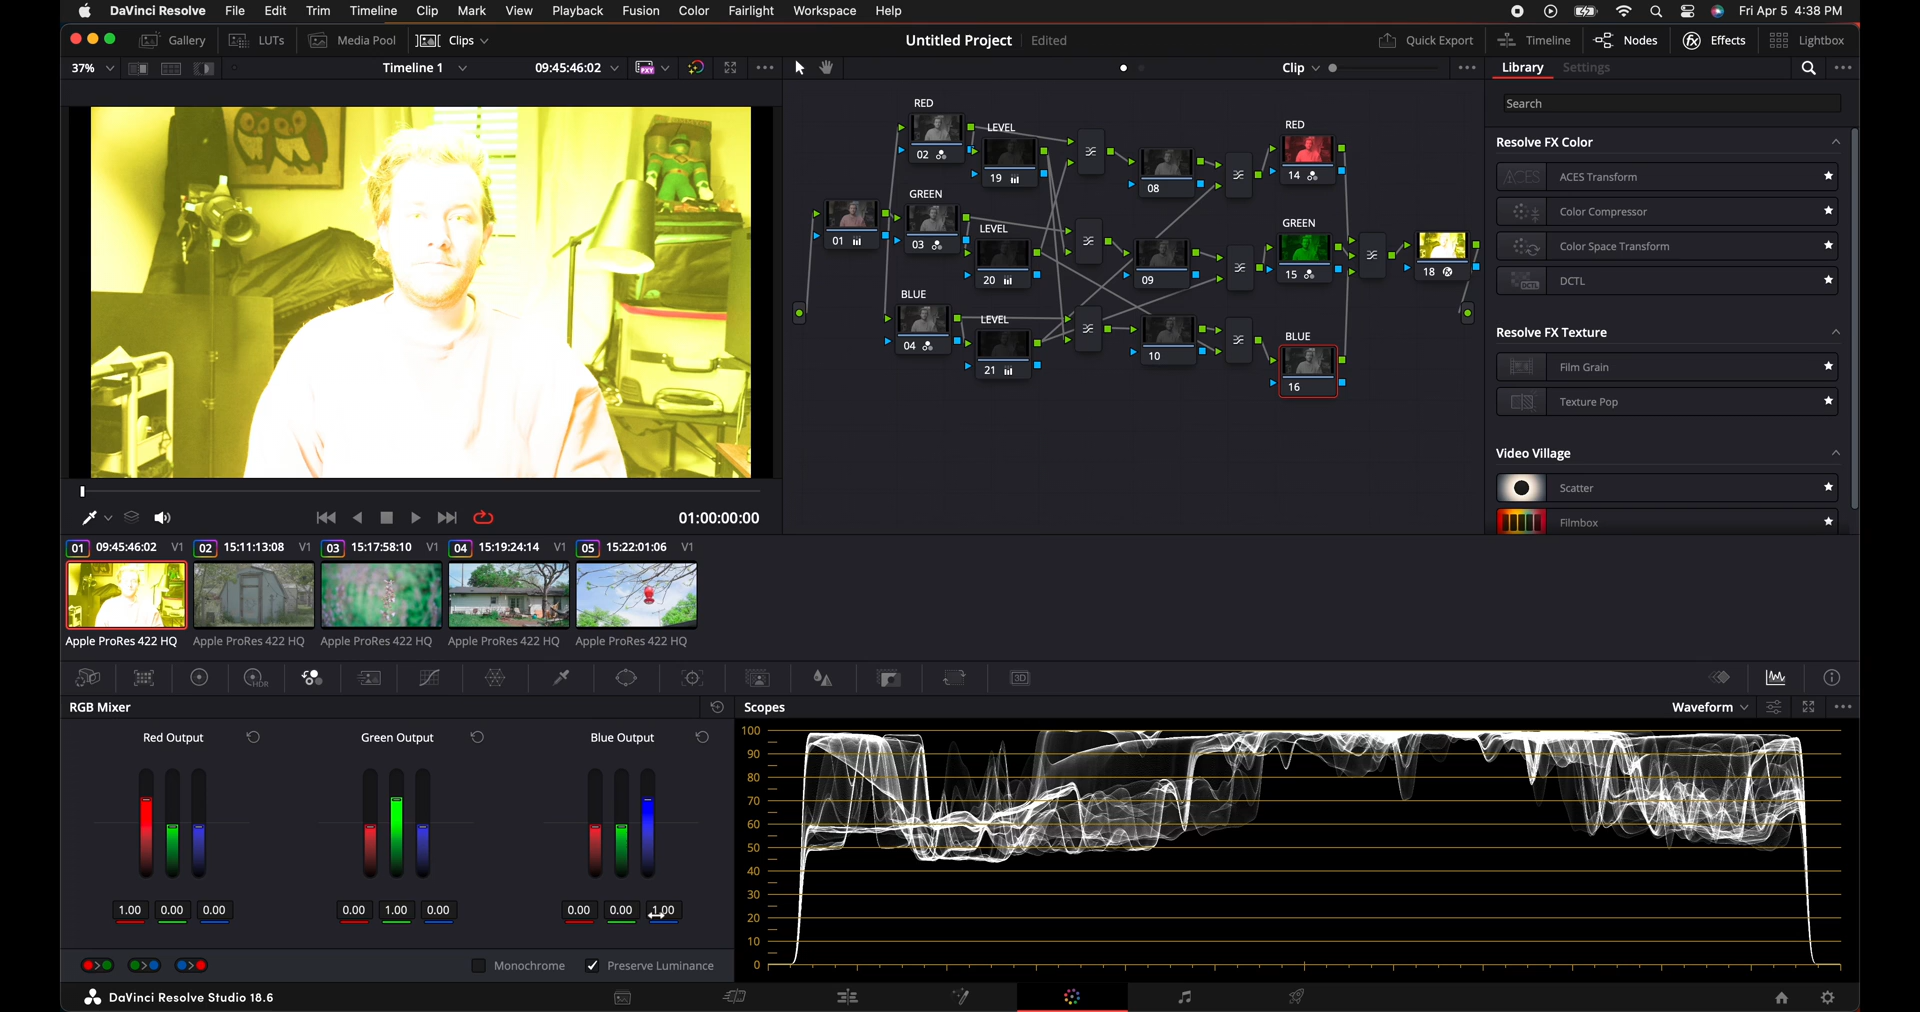 DaVinci Resolve File Edit Trim Timeline Clip Mark View Playback Fusion Color Fairlight Workspace Help Fri Apr 5 4:38 PM
Gallery LUTs Media Pool Clips Untitled Project Edited Quick Export Timeline Nodes Effects Lightbox
37% Timeline 1 09:45:46:02 PXY Clip Library Settings
Search
RED
LEVEL
02
19
08
RED
14
GREEN
LEVEL
01
03
20
09
GREEN
15
18
BLUE
LEVEL
04
21
10
BLUE
16
Resolve FX Color
ACES ACES Transform
Color Compressor
Color Space Transform
DCTL DCTL
Resolve FX Texture
Film Grain
Texture Pop
Video Village
Scatter
Filmbox
01:00:00:00
01 09:45:46:02 V1 02 15:11:13:08 V1 03 15:17:58:10 V1 04 15:19:24:14 V1 05 15:22:01:06 V1
Apple ProRes 422 HQ Apple ProRes 422 HQ Apple ProRes 422 HQ Apple ProRes 422 HQ Apple ProRes 422 HQ
HDR 3D
RGB Mixer
Red Output Green Output Blue Output
1.00 0.00 0.00 0.00 1.00 0.00 0.00 0.00 1.00
Monochrome Preserve Luminance
Scopes Waveform
100
90
80
70
60
50
40
30
20
10
0
DaVinci Resolve Studio 18.6